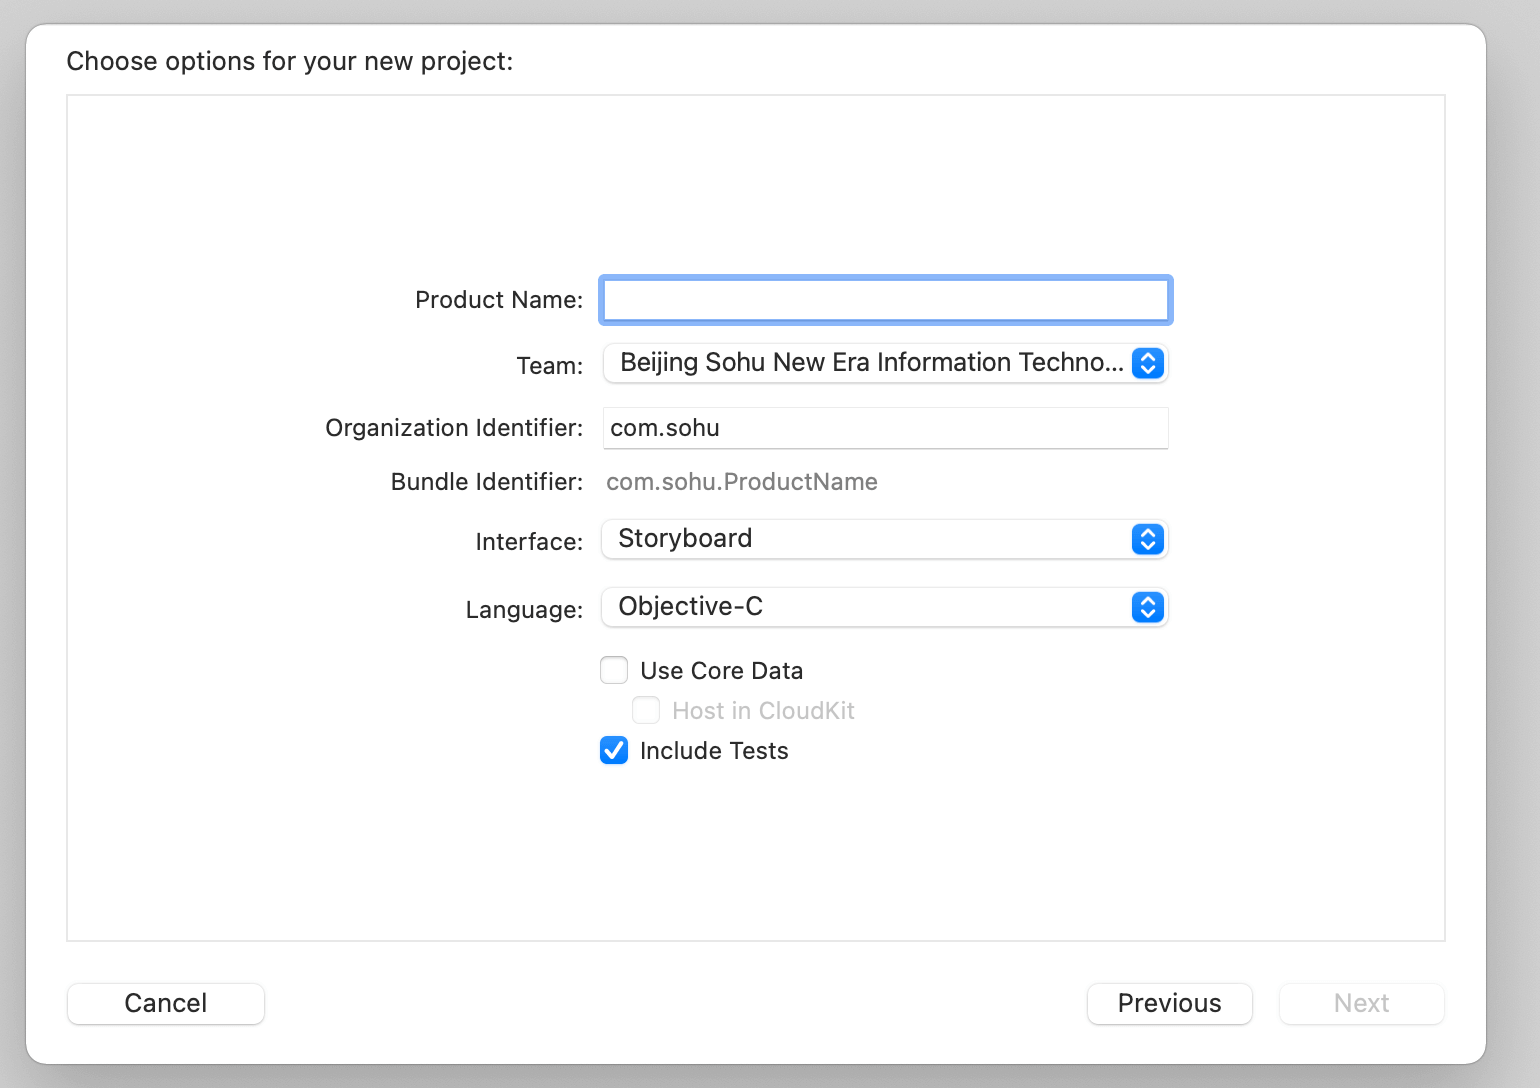 Choose options for your new project:
Product Name:
Team: Beijing Sohu New Era Information Techno...
Organization Identifier: com.sohu
Bundle Identifier: com.sohu.ProductName
Interface: Storyboard
Language: Objective-C
Use Core Data
Host in CloudKit
Include Tests
Cancel Previous Next